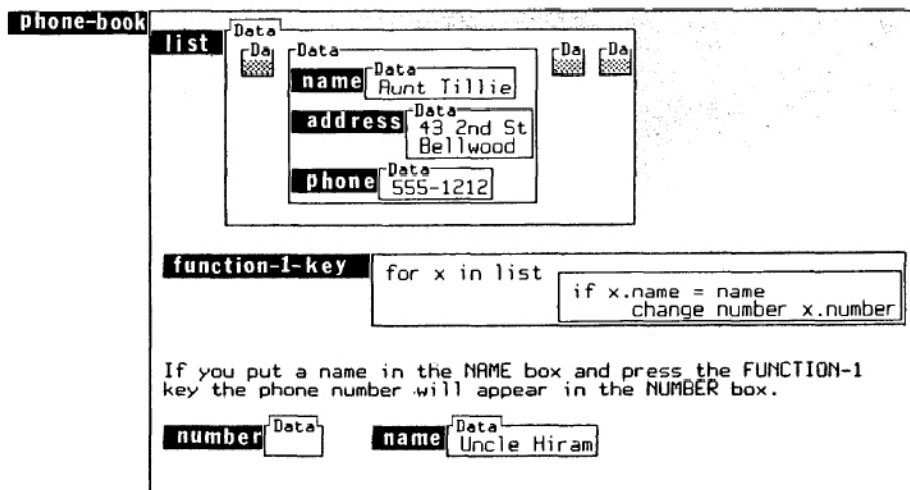 phone-book
list
Data
Da
Data
Da
Da
name
Data
Aunt Tillie
address
Data
43 2nd St
Bellwood
phone
Data
555-1212
function-1-key
for x in list
if x.name = name
change number x.number
If you put a name in the NAME box and press the FUNCTION-1
key the phone number will appear in the NUMBER box.
number
Data
name
Data
Uncle Hiram